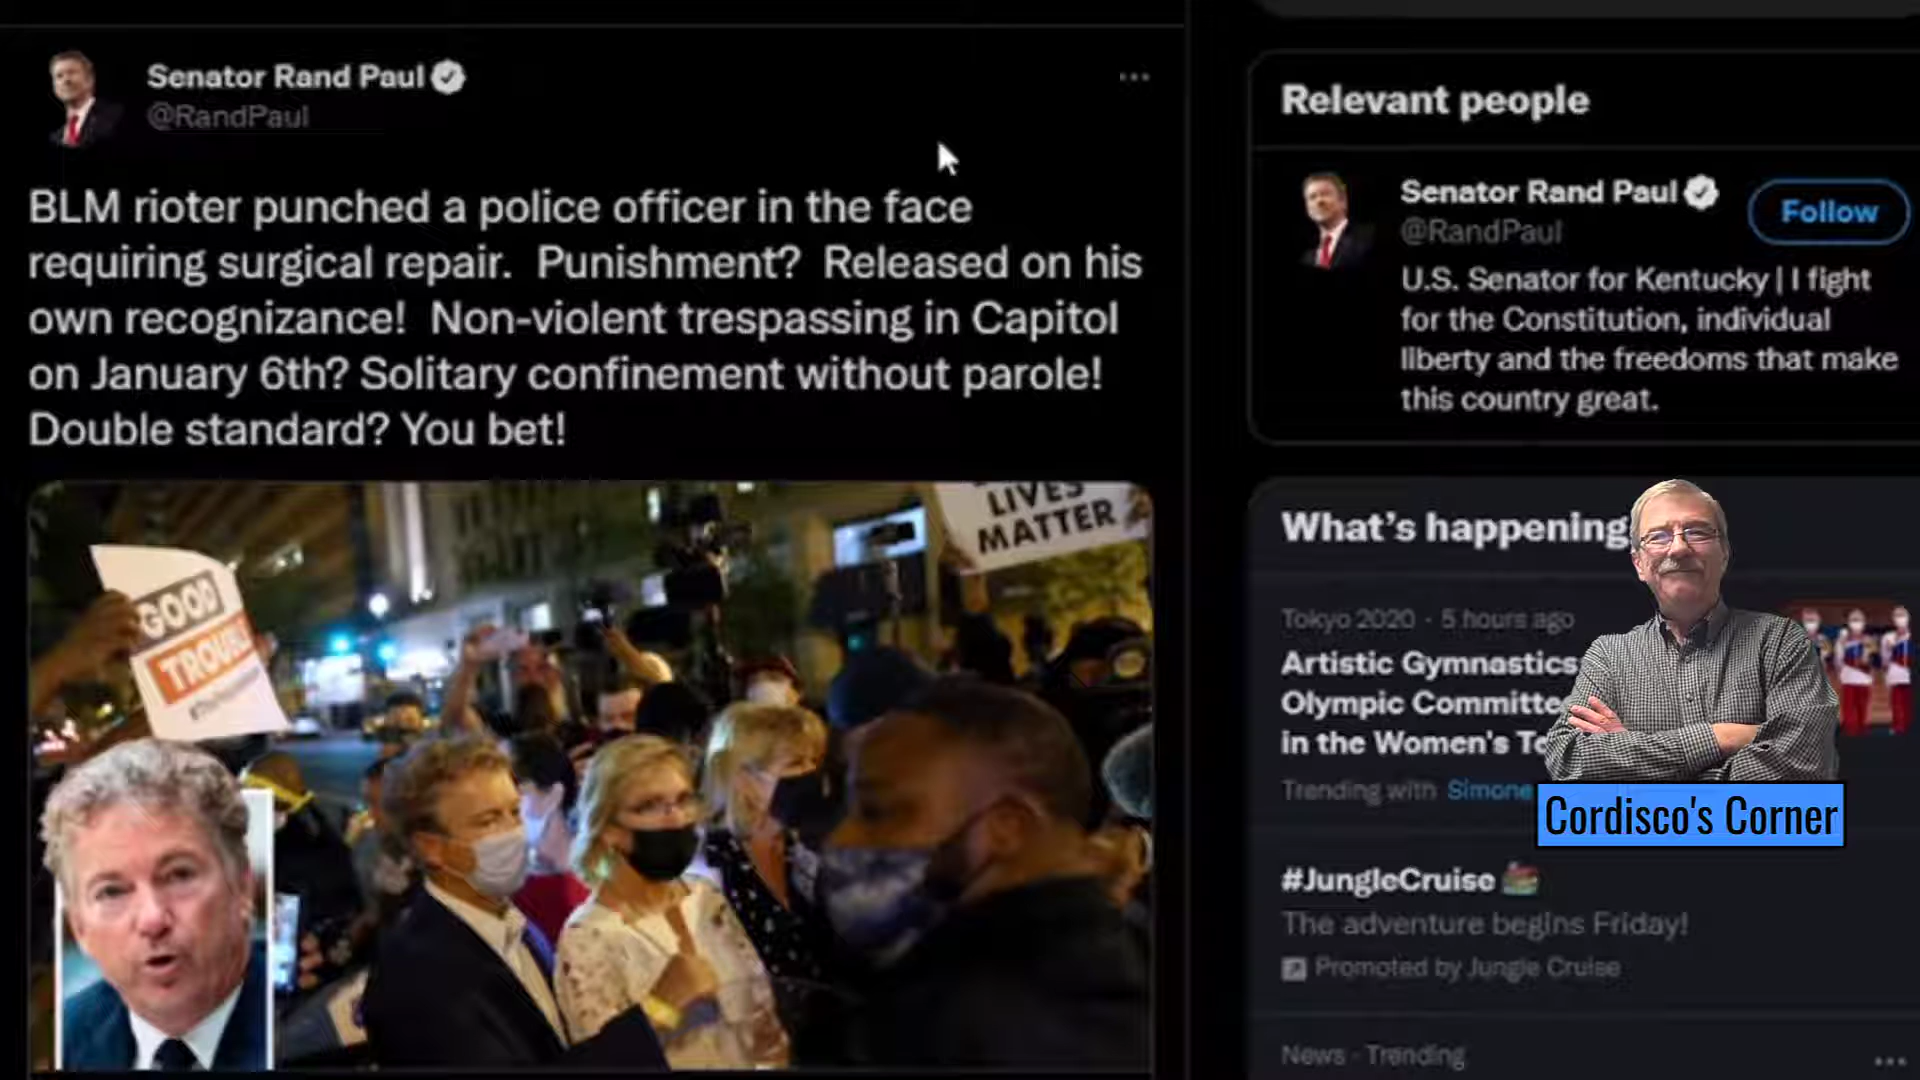 Senator Rand Paul
@RandPaul
BLM rioter punched a police officer in the face
requiring surgical repair. Punishment? Released on his
own recognizance! Non-violent trespassing in Capitol
on January 6th? Solitary confinement without parole!
Double standard? You bet!
GOOD
TROUBL
LIVES
MATTER
Relevant people
Senator Rand Paul
@RandPaul
Follow
U.S. Senator for Kentucky | I fight
for the Constitution, individual
liberty and the freedoms that make
this country great.
What's happening
Tokyo 2020 · 5 hours ago
Artistic Gymnastics
Olympic Committe
in the Women's Te
Trending with Simone
Cordisco's Corner
#JungleCruise
The adventure begins Friday!
Promoted by Jungle Cruise
News · Trending